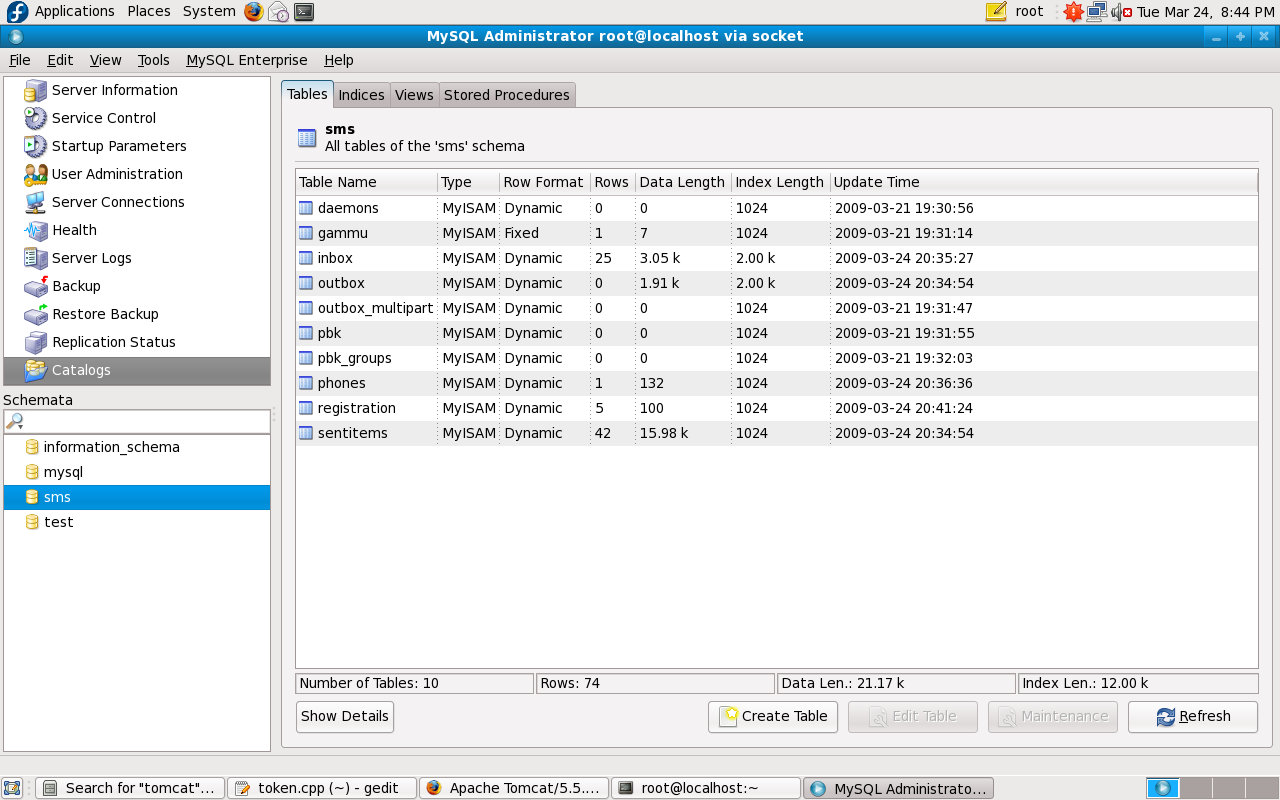 Applications Places System root Tue Mar 24, 8:44 PM
MySQL Administrator root@localhost via socket
File Edit View Tools MySQL Enterprise Help
Server Information
Service Control
Startup Parameters
User Administration
Server Connections
Health
Server Logs
Backup
Restore Backup
Replication Status
Catalogs
Schemata
information_schema
mysql
sms
test
Tables Indices Views Stored Procedures
sms
All tables of the 'sms' schema
Table Name Type Row Format Rows Data Length Index Length Update Time
daemons MyISAM Dynamic 0 0 1024 2009-03-21 19:30:56
gammu MyISAM Fixed 1 7 1024 2009-03-21 19:31:14
inbox MyISAM Dynamic 25 3.05 k 2.00 k 2009-03-24 20:35:27
outbox MyISAM Dynamic 0 1.91 k 2.00 k 2009-03-24 20:34:54
outbox_multipart MyISAM Dynamic 0 0 1024 2009-03-21 19:31:47
pbk MyISAM Dynamic 0 0 1024 2009-03-21 19:31:55
pbk_groups MyISAM Dynamic 0 0 1024 2009-03-21 19:32:03
phones MyISAM Dynamic 1 132 1024 2009-03-24 20:36:36
registration MyISAM Dynamic 5 100 1024 2009-03-24 20:41:24
sentitems MyISAM Dynamic 42 15.98 k 1024 2009-03-24 20:34:54
Number of Tables: 10 Rows: 74 Data Len.: 21.17 k Index Len.: 12.00 k
Show Details Create Table Edit Table Maintenance Refresh
Search for "tomcat"... token.cpp (~) - gedit Apache Tomcat/5.5.... root@localhost:~ MySQL Administrato...